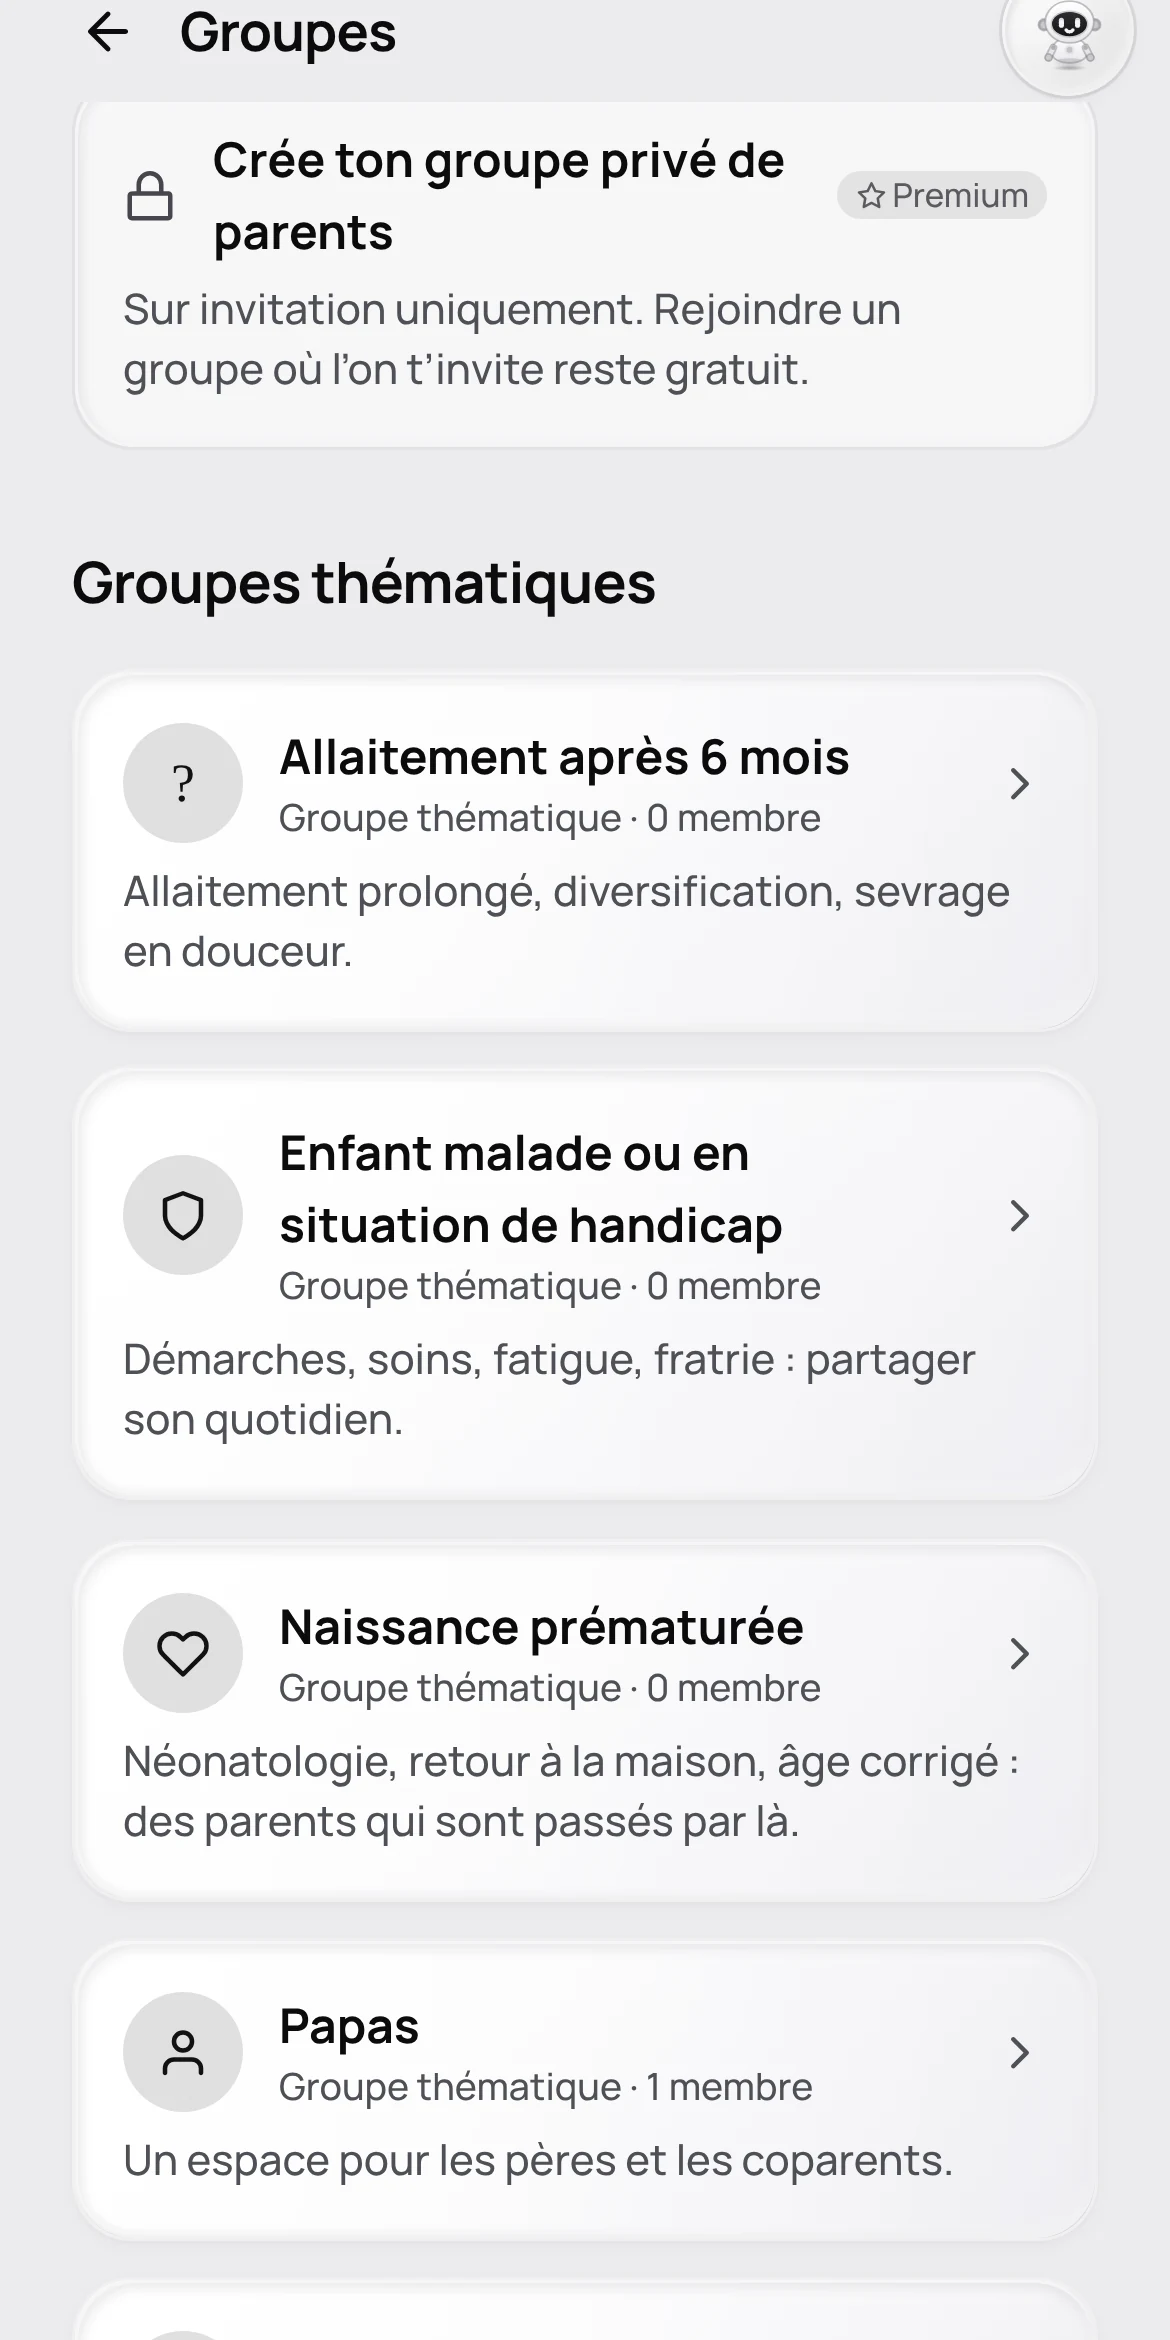 Groupes
Crée ton groupe privé de
parents
Premium
Sur invitation uniquement. Rejoindre un
groupe où l’on t’invite reste gratuit.
Groupes thématiques
?
Allaitement après 6 mois
Groupe thématique · 0 membre
Allaitement prolongé, diversification, sevrage
en douceur.
Enfant malade ou en
situation de handicap
Groupe thématique · 0 membre
Démarches, soins, fatigue, fratrie : partager
son quotidien.
Naissance prématurée
Groupe thématique · 0 membre
Néonatologie, retour à la maison, âge corrigé :
des parents qui sont passés par là.
Papas
Groupe thématique · 1 membre
Un espace pour les pères et les coparents.